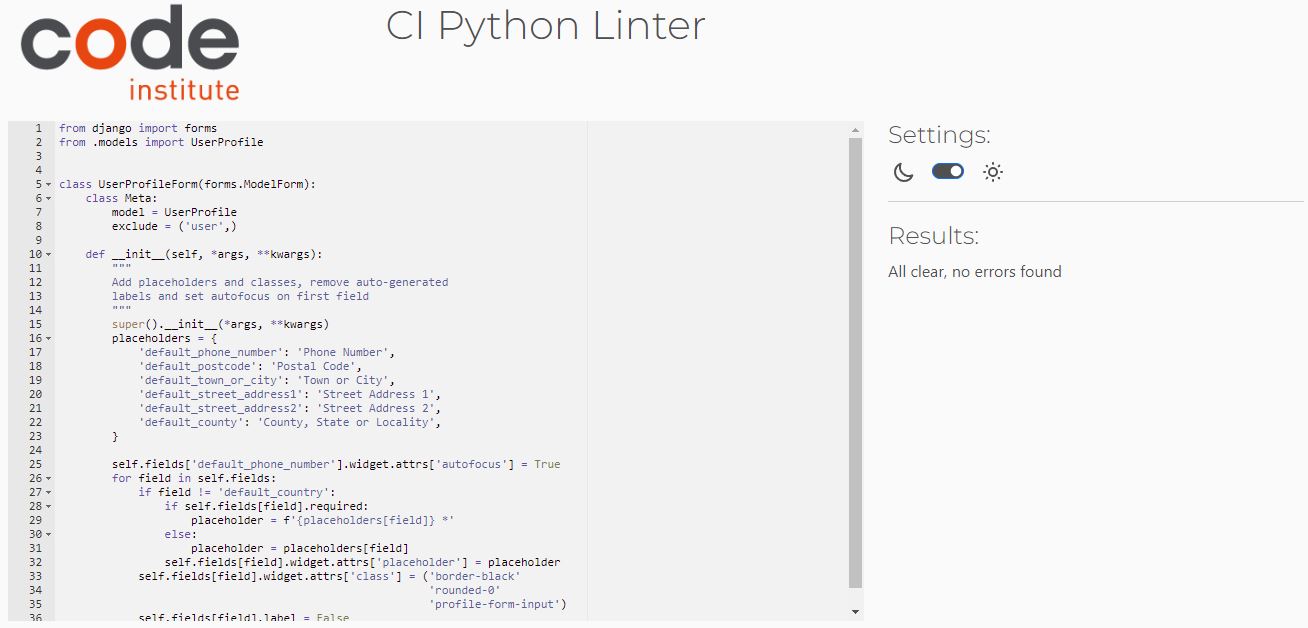 code
institute
CI Python Linter
1 from django import forms
2 from .models import UserProfile
3
4
5 class UserProfileForm(forms.ModelForm):
6     class Meta:
7         model = UserProfile
8         exclude = ('user',)
9
10     def __init__(self, *args, **kwargs):
11         """
12         Add placeholders and classes, remove auto-generated
13         labels and set autofocus on first field
14         """
15         super().__init__(*args, **kwargs)
16         placeholders = {
17             'default_phone_number': 'Phone Number',
18             'default_postcode': 'Postal Code',
19             'default_town_or_city': 'Town or City',
20             'default_street_address1': 'Street Address 1',
21             'default_street_address2': 'Street Address 2',
22             'default_county': 'County, State or Locality',
23         }
24
25         self.fields['default_phone_number'].widget.attrs['autofocus'] = True
26         for field in self.fields:
27             if field != 'default_country':
28                 if self.fields[field].required:
29                     placeholder = f'{placeholders[field]} *'
30                 else:
31                     placeholder = placeholders[field]
32                 self.fields[field].widget.attrs['placeholder'] = placeholder
33             self.fields[field].widget.attrs['class'] = ('border-black'
34                                                         'rounded-0'
35                                                         'profile-form-input')
36             self.fields[field].label = False
Settings:
Results:
All clear, no errors found